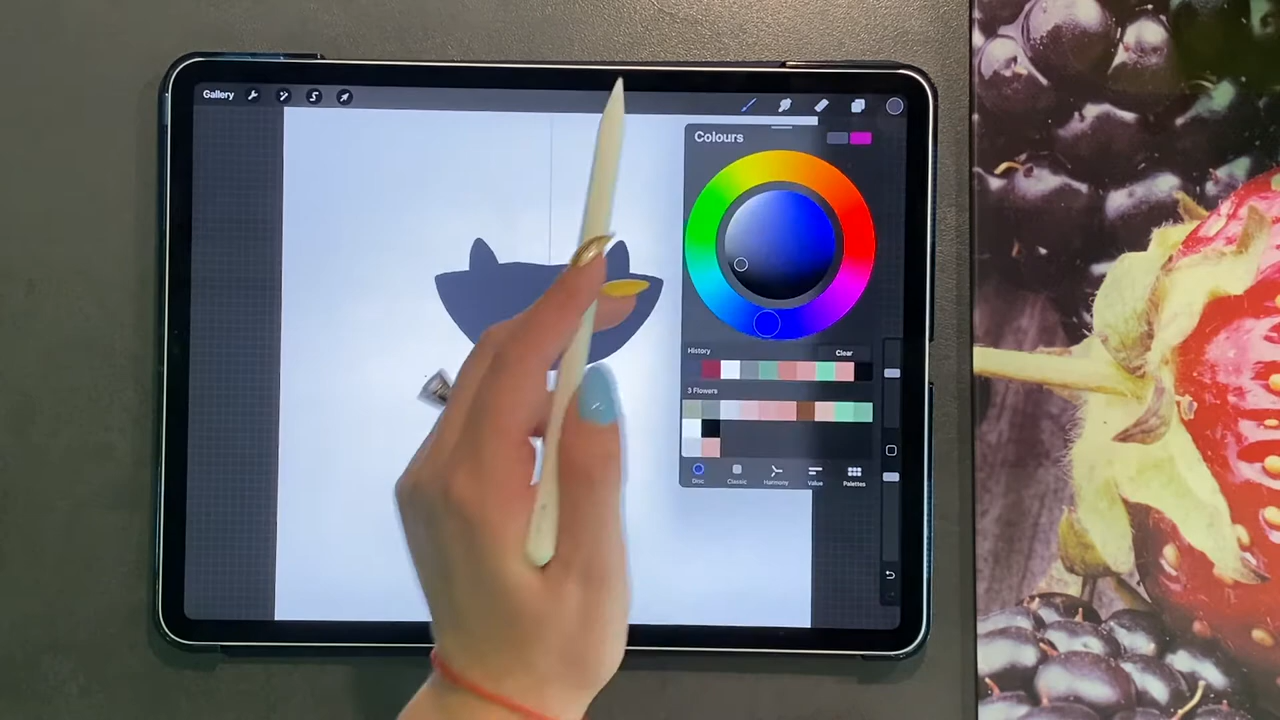 Gallery
Colours
History Clear
3 Flowers
Disc Classic Harmony Value Palettes